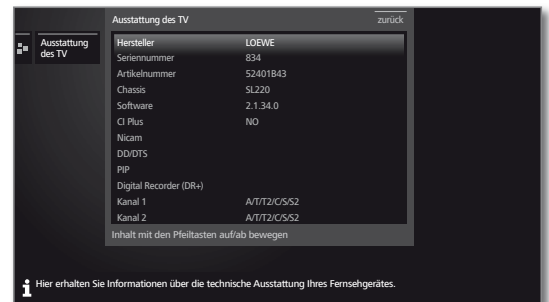 Ausstattung des TV zurück
Ausstattung
des TV
Hersteller LOEWE
Seriennummer 834
Artikelnummer 52401B43
Chassis SL220
Software 2.1.34.0
CI Plus NO
Nicam
DD/DTS
PIP
Digital Recorder (DR+)
Kanal 1 A/T/T2/C/S/S2
Kanal 2 A/T/T2/C/S/S2
Inhalt mit den Pfeiltasten auf/ab bewegen
Hier erhalten Sie Informationen über die technische Ausstattung Ihres Fernsehgerätes.